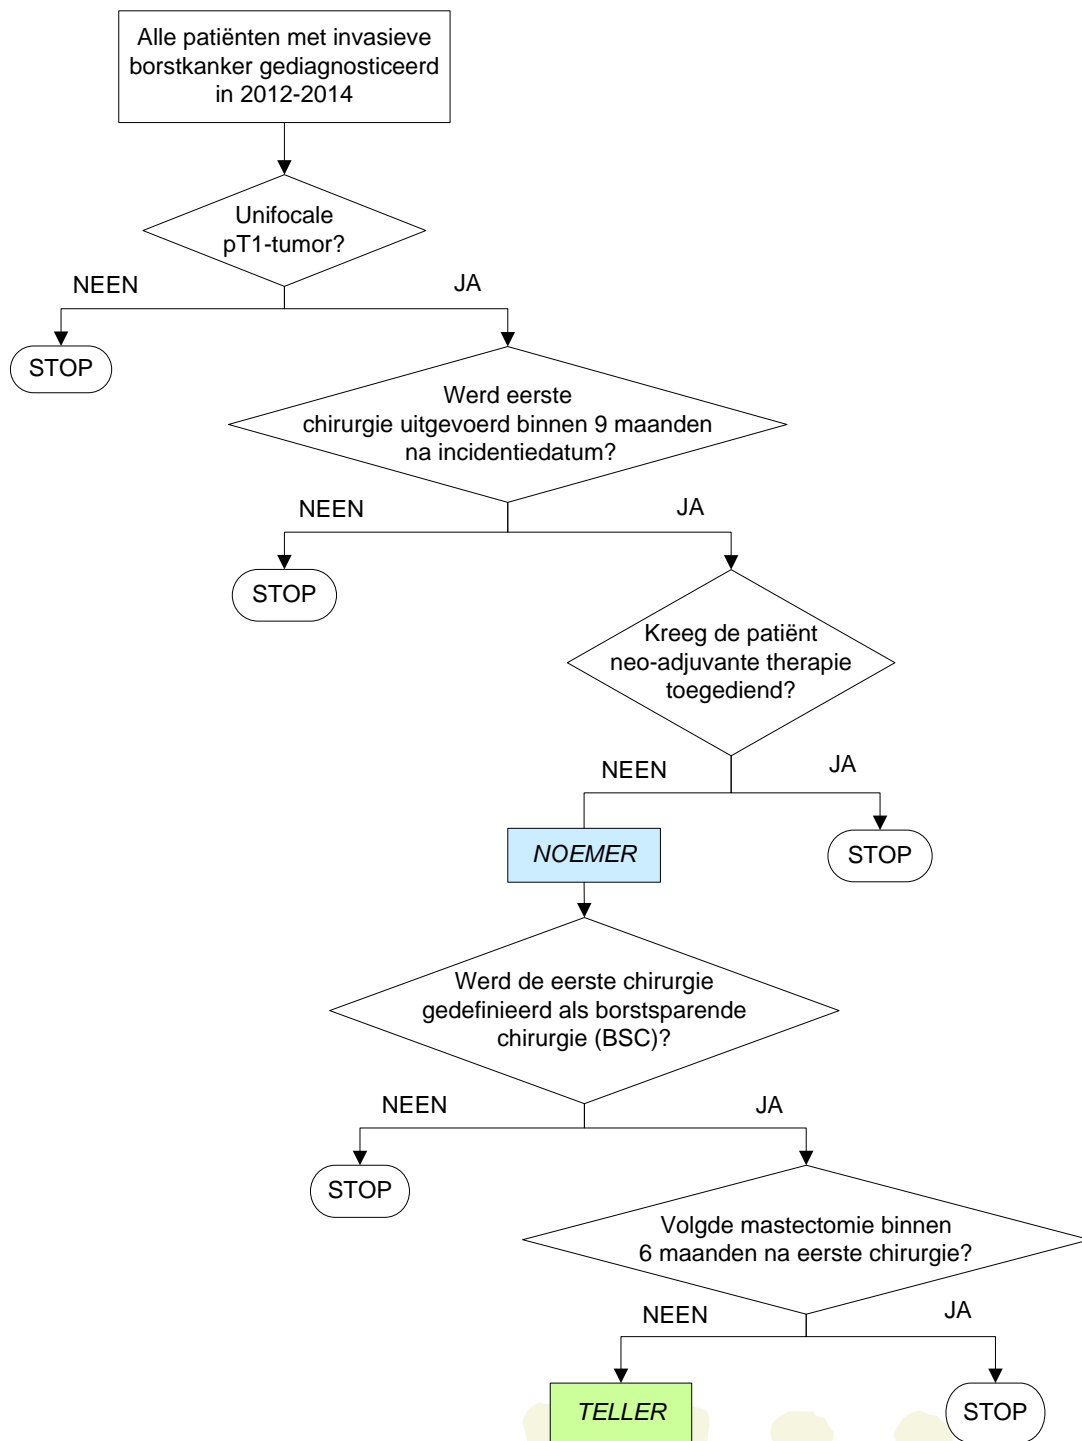 Alle patiënten met invasieve
borstkanker gediagnosticeerd
in 2012-2014
Unifocale
pT1-tumor?
NEEN
JA
STOP
Werd eerste
chirurgie uitgevoerd binnen 9 maanden
na incidentiedatum?
NEEN
JA
STOP
Kreeg de patiënt
neo-adjuvante therapie
toegediend?
NEEN
JA
NOEMER
STOP
Werd de eerste chirurgie
gedefinieerd als borstsparende
chirurgie (BSC)?
NEEN
JA
STOP
Volgde mastectomie binnen
6 maanden na eerste chirurgie?
NEEN
JA
TELLER
STOP